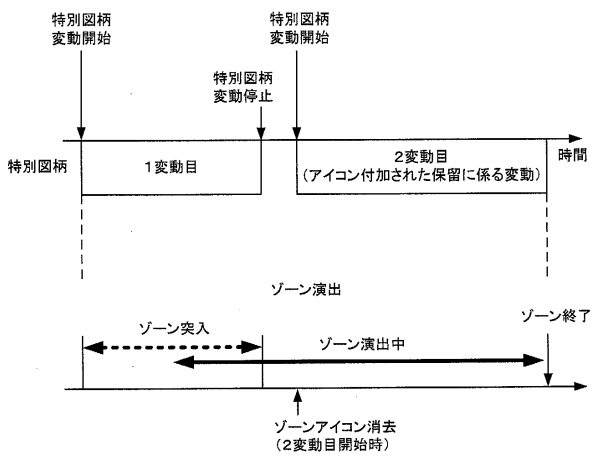 特別図柄
変動開始
特別図柄
変動開始
特別図柄
変動停止
特別図柄
1変動目
2変動目
(アイコン付加された保留に係る変動)
時間
ゾーン演出
ゾーン終了
ゾーン突入
ゾーン演出中
ゾーンアイコン消去
(2変動目開始時)